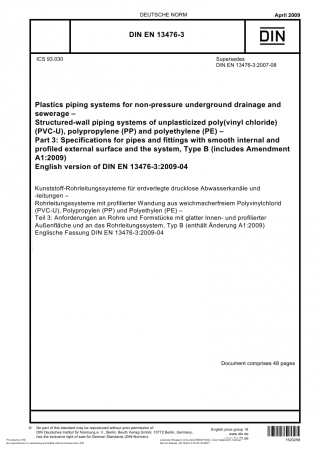 DEUTSCHE NORM
April 2009
DIN EN 13476-3
DIN
ICS 93.030
Supersedes
DIN EN 13476-3:2007-08
Plastics piping systems for non-pressure underground drainage and
sewerage –
Structured-wall piping systems of unplasticized poly(vinyl chloride)
(PVC-U), polypropylene (PP) and polyethylene (PE) –
Part 3: Specifications for pipes and fittings with smooth internal and
profiled external surface and the system, Type B (includes Amendment
A1:2009)
English version of DIN EN 13476-3:2009-04
Kunststoff-Rohrleitungssysteme für erdverlegte drucklose Abwasserkanäle und
-leitungen –
Rohrleitungssysteme mit profilierter Wandung aus weichmacherfreiem Polyvinylchlorid
(PVC-U), Polypropylen (PP) und Polyethylen (PE) –
Teil 3: Anforderungen an Rohre und Formstücke mit glatter Innen- und profilierter
Außenfläche und an das Rohrleitungssystem, Typ B (enthält Änderung A1:2009)
Englische Fassung DIN EN 13476-3:2009-04
Document comprises 48 pages
No part of this standard may be reproduced without prior permission of
DIN Deutsches Institut für Normung e. V., Berlin. Beuth Verlag GmbH, 10772 Berlin, Germany,
has the exclusive right of sale for German Standards (DIN-Normen).
English price group 18
www.din.de